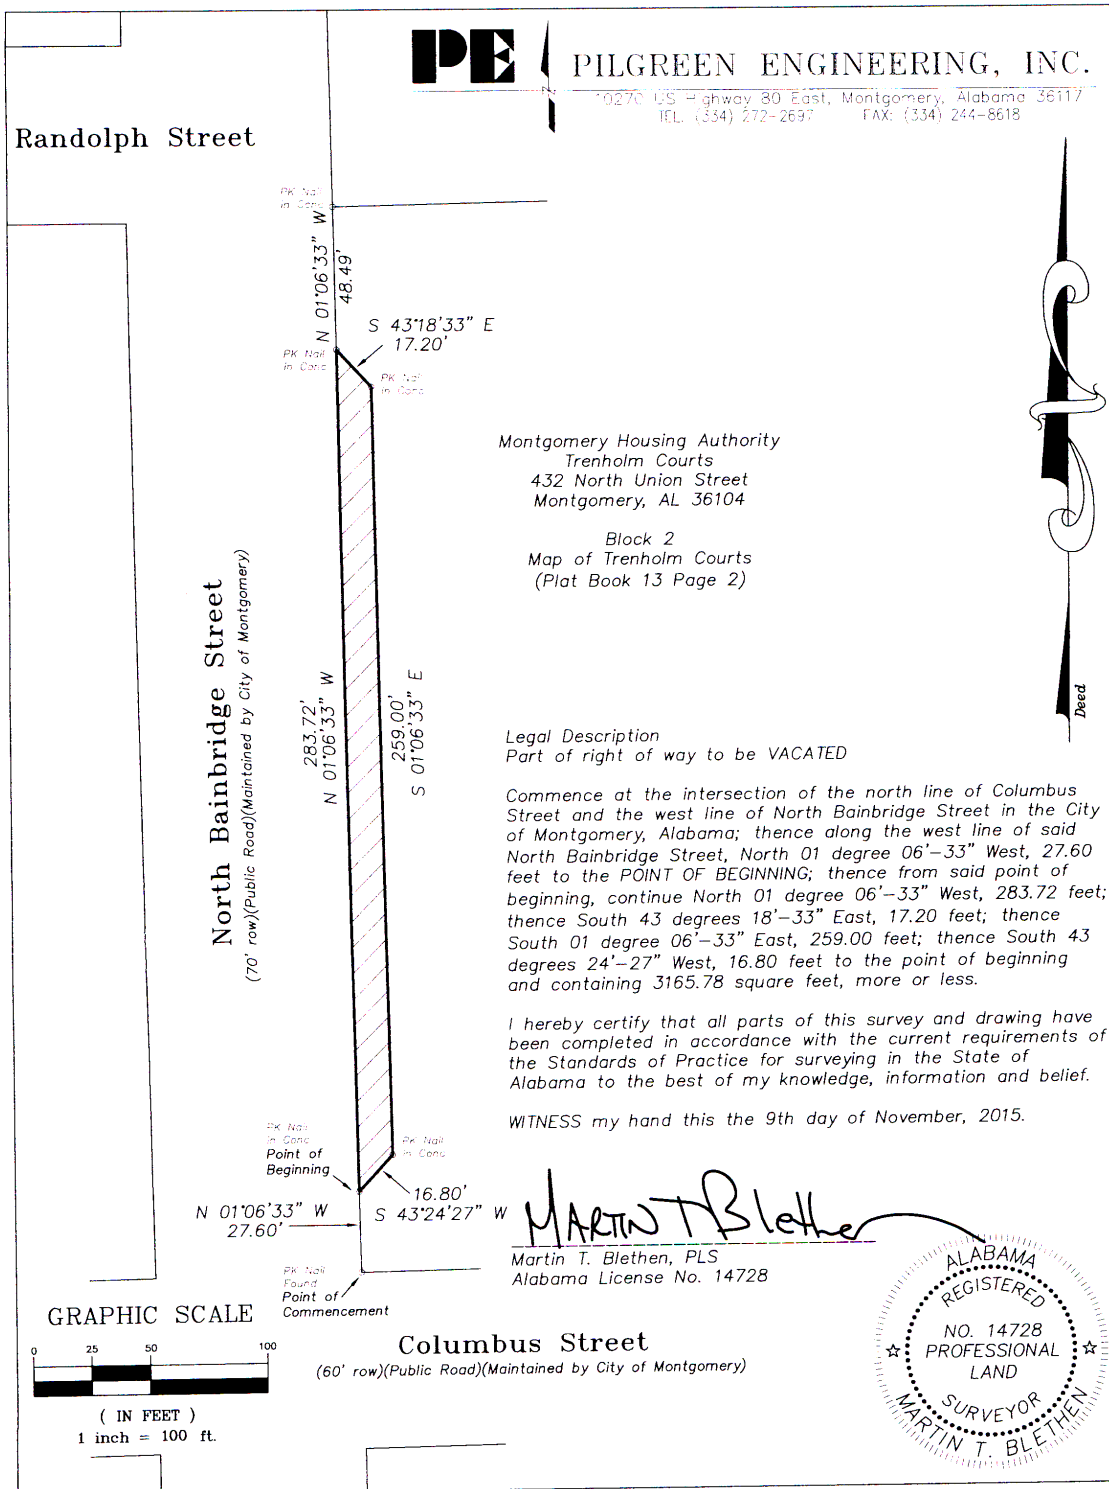 PE
PILGREEN ENGINEERING, INC.
10270 US Highway 80 East, Montgomery, Alabama 36117
TEL. (334) 272-2697 FAX: (334) 244-8618
Randolph Street
PK Nail
in Conc
N 01°06'33" W
48.49'
S 43°18'33" E
17.20'
PK Nail
in Conc
PK Nail
in Conc
Montgomery Housing Authority
Trenholm Courts
432 North Union Street
Montgomery, AL 36104
Block 2
Map of Trenholm Courts
(Plat Book 13 Page 2)
North Bainbridge Street
(70' row)(Public Road)(Maintained by City of Montgomery)
283.72'
N 01°06'33" W
259.00'
S 01°06'33" E
Deed
Legal Description
Part of right of way to be VACATED
Commence at the intersection of the north line of Columbus
Street and the west line of North Bainbridge Street in the City
of Montgomery, Alabama; thence along the west line of said
North Bainbridge Street, North 01 degree 06'-33" West, 27.60
feet to the POINT OF BEGINNING; thence from said point of
beginning, continue North 01 degree 06'-33" West, 283.72 feet;
thence South 43 degrees 18'-33" East, 17.20 feet; thence
South 01 degree 06'-33" East, 259.00 feet; thence South 43
degrees 24'-27" West, 16.80 feet to the point of beginning
and containing 3165.78 square feet, more or less.
I hereby certify that all parts of this survey and drawing have
been completed in accordance with the current requirements of
the Standards of Practice for surveying in the State of
Alabama to the best of my knowledge, information and belief.
WITNESS my hand this the 9th day of November, 2015.
PK Nail
in Conc
Point of
Beginning
PK Nail
in Conc
16.80'
S 43°24'27" W
N 01°06'33" W
27.60'
MARTIN T Blethen
Martin T. Blethen, PLS
Alabama License No. 14728
PK Nail
Found
Point of
Commencement
GRAPHIC SCALE
0 25 50 100
( IN FEET )
1 inch = 100 ft.
Columbus Street
(60' row)(Public Road)(Maintained by City of Montgomery)
ALABAMA
REGISTERED
NO. 14728
PROFESSIONAL
LAND
SURVEYOR
MARTIN T. BLETHEN